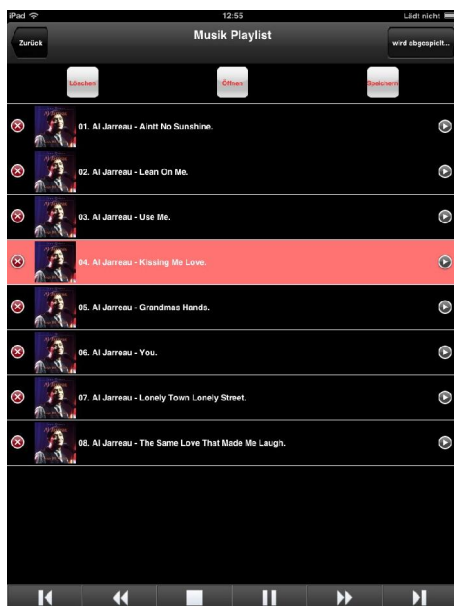 iPad 12:55 Lädt nicht
Zurück Musik Playlist wird abgespielt...
Löschen Öffnen Speichern
01. Al Jarreau - Aintt No Sunshine.
02. Al Jarreau - Lean On Me.
03. Al Jarreau - Use Me.
04. Al Jarreau - Kissing Me Love.
05. Al Jarreau - Grandmas Hands.
06. Al Jarreau - You.
07. Al Jarreau - Lonely Town Lonely Street.
08. Al Jarreau - The Same Love That Made Me Laugh.